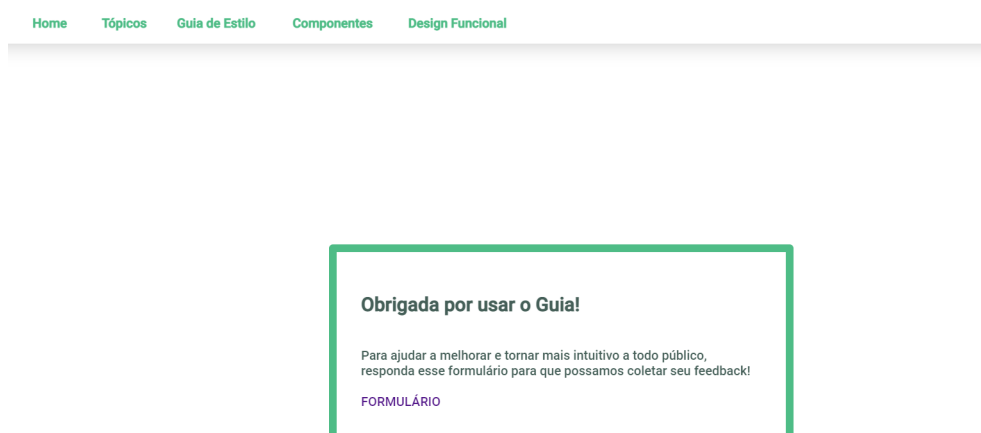 Home Tópicos Guia de Estilo Componentes Design Funcional
Obrigada por usar o Guia!
Para ajudar a melhorar e tornar mais intuitivo a todo público,
responda esse formulário para que possamos coletar seu feedback!
FORMULÁRIO